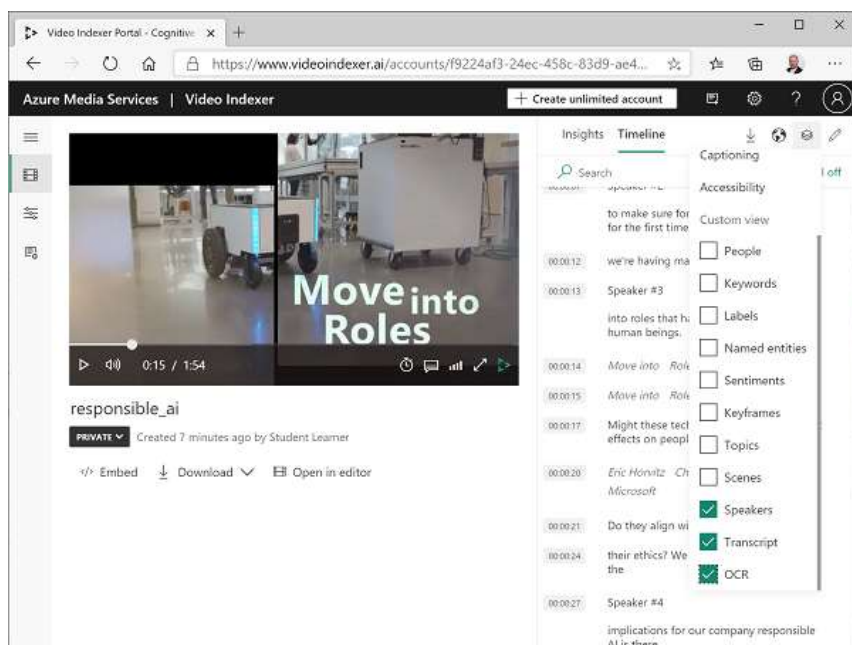 Video Indexer Portal - Cognitive
https://www.videoindexer.ai/accounts/f9224af3-24ec-458c-83d9-ae4...
Azure Media Services | Video Indexer
Create unlimited account
?
Insights Timeline
Search
off
Speaker #2
to make sure for
for the first time
00:00:12 we're having ma
00:00:13 Speaker #3
into roles that ha
human beings.
00:00:14 Move into Role
00:00:15 Move into Role
00:00:17 Might these tech
effects on peopl
00:00:20 Eric Horvitz Ch
Microsoft
00:00:21 Do they align wi
00:00:24 their ethics? We
the
00:00:27 Speaker #4
implications for our company responsible
AI is there
Captioning
Accessibility
Custom view
People
Keywords
Labels
Named entities
Sentiments
Keyframes
Topics
Scenes
Speakers
Transcript
OCR
Move into
Roles
0:15 / 1:54
responsible_ai
PRIVATE Created 7 minutes ago by Student Learner
Embed Download Open in editor